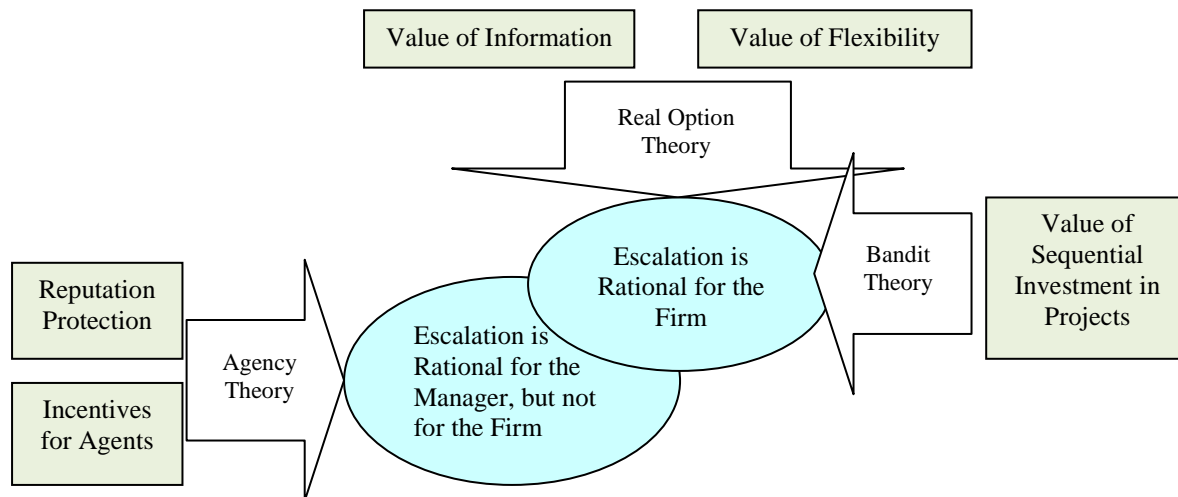 Value of Information
Value of Flexibility
Real Option
Theory
Escalation is
Rational for the
Firm
Bandit
Theory
Value of
Sequential
Investment in
Projects
Reputation
Protection
Agency
Theory
Incentives
for Agents
Escalation is
Rational for the
Manager, but not
for the Firm